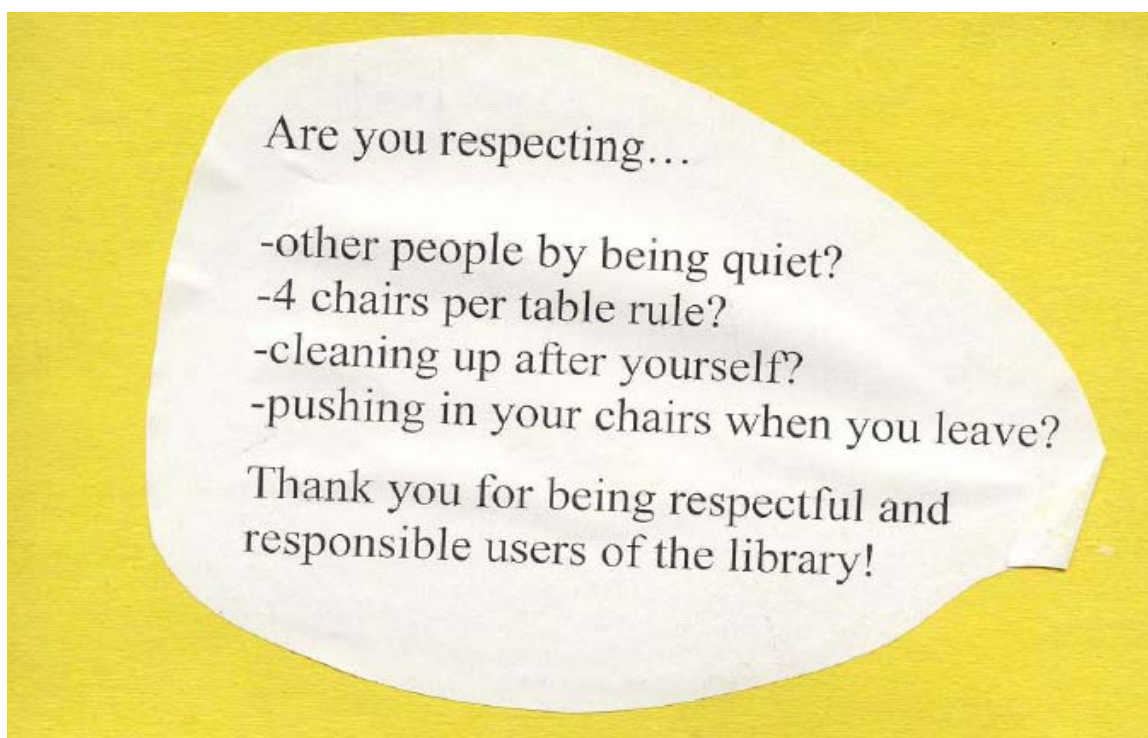 Are you respecting...
-other people by being quiet?
-4 chairs per table rule?
-cleaning up after yourself?
-pushing in your chairs when you leave?
Thank you for being respectful and
responsible users of the library!